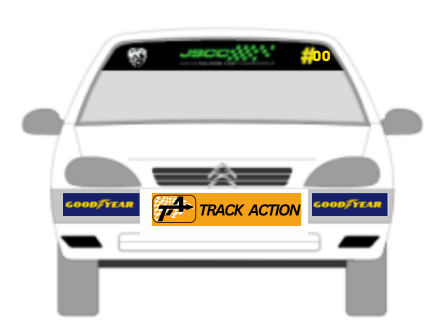 JSCC
#00
GOODYEAR
TA TRACK ACTION
GOODYEAR